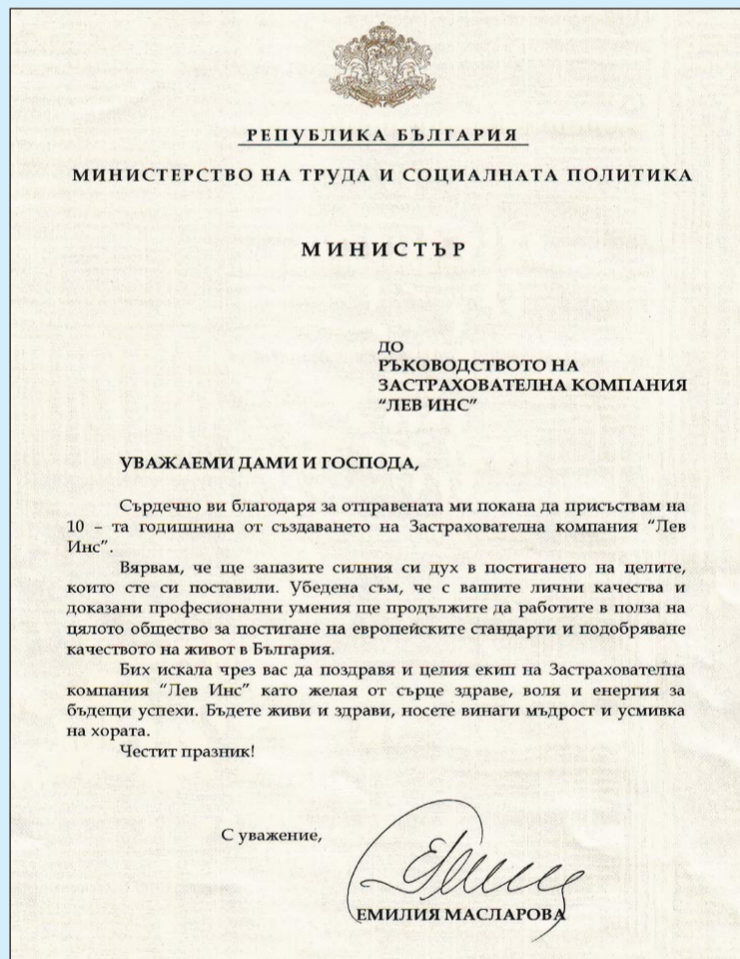 РЕПУБЛИКА БЪЛГАРИЯ
МИНИСТЕРСТВО НА ТРУДА И СОЦИАЛНАТА ПОЛИТИКА
МИНИСТЪР
ДО
РЪКОВОДСТВОТО НА
ЗАСТРАХОВАТЕЛНА КОМПАНИЯ
“ЛЕВ ИНС”
УВАЖАЕМИ ДАМИ И ГОСПОДА,
Сърдечно ви благодаря за отправената ми покана да присъствам на
10 – та годишнина от създаването на Застрахователна компания “Лев
Инс”.
Вярвам, че ще запазите силния си дух в постигането на целите,
които сте си поставили. Убедена съм, че с вашите лични качества и
доказани професионални умения ще продължите да работите в полза на
цялото общество за постигане на европейските стандарти и подобряване
качеството на живот в България.
Бих искала чрез вас да поздравя и целия екип на Застрахователна
компания “Лев Инс” като желая от сърце здраве, воля и енергия за
бъдещи успехи. Бъдете живи и здрави, носете винаги мъдрост и усмивка
на хората.
Честит празник!
С уважение,
ЕМИЛИЯ МАСЛАРОВА